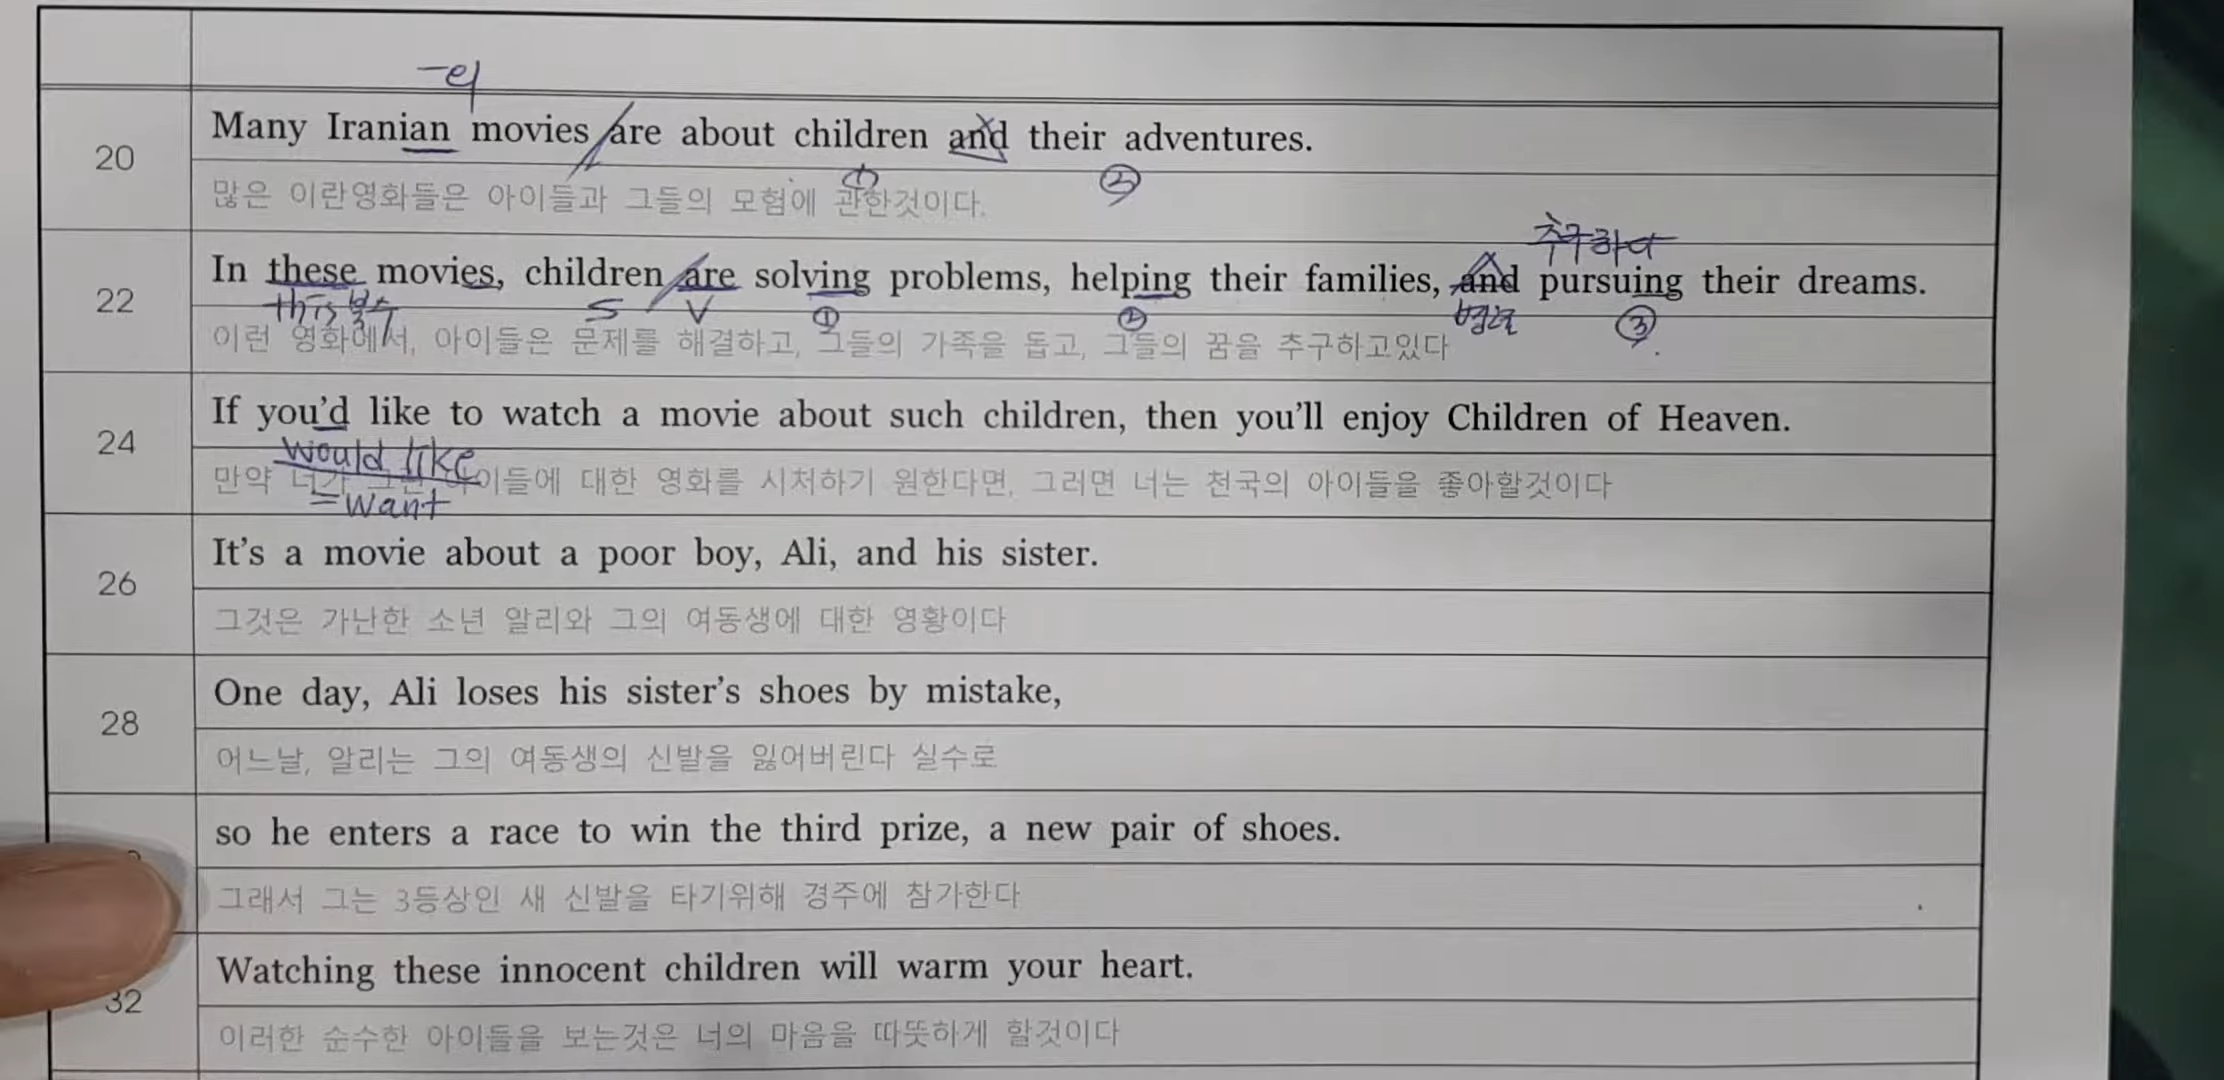 -의
20
Many Iranian movies are about children and their adventures.
① ②
많은 이란영화들은 아이들과 그들의 모험에 관한것이다.
추구하다
22
In these movies, children are solving problems, helping their families, and pursuing their dreams.
this 복수 S V ① ② 병렬 ③
이런 영화에서, 아이들은 문제를 해결하고, 그들의 가족을 돕고, 그들의 꿈을 추구하고있다
24
If you'd like to watch a movie about such children, then you'll enjoy Children of Heaven.
would like
만약 너가 그런 아이들에 대한 영화를 시처하기 원한다면, 그러면 너는 천국의 아이들을 좋아할것이다
=want
26
It's a movie about a poor boy, Ali, and his sister.
그것은 가난한 소년 알리와 그의 여동생에 대한 영황이다
28
One day, Ali loses his sister's shoes by mistake,
어느날, 알리는 그의 여동생의 신발을 잃어버린다 실수로
so he enters a race to win the third prize, a new pair of shoes.
그래서 그는 3등상인 새 신발을 타기위해 경주에 참가한다
32
Watching these innocent children will warm your heart.
이러한 순수한 아이들을 보는것은 너의 마음을 따뜻하게 할것이다